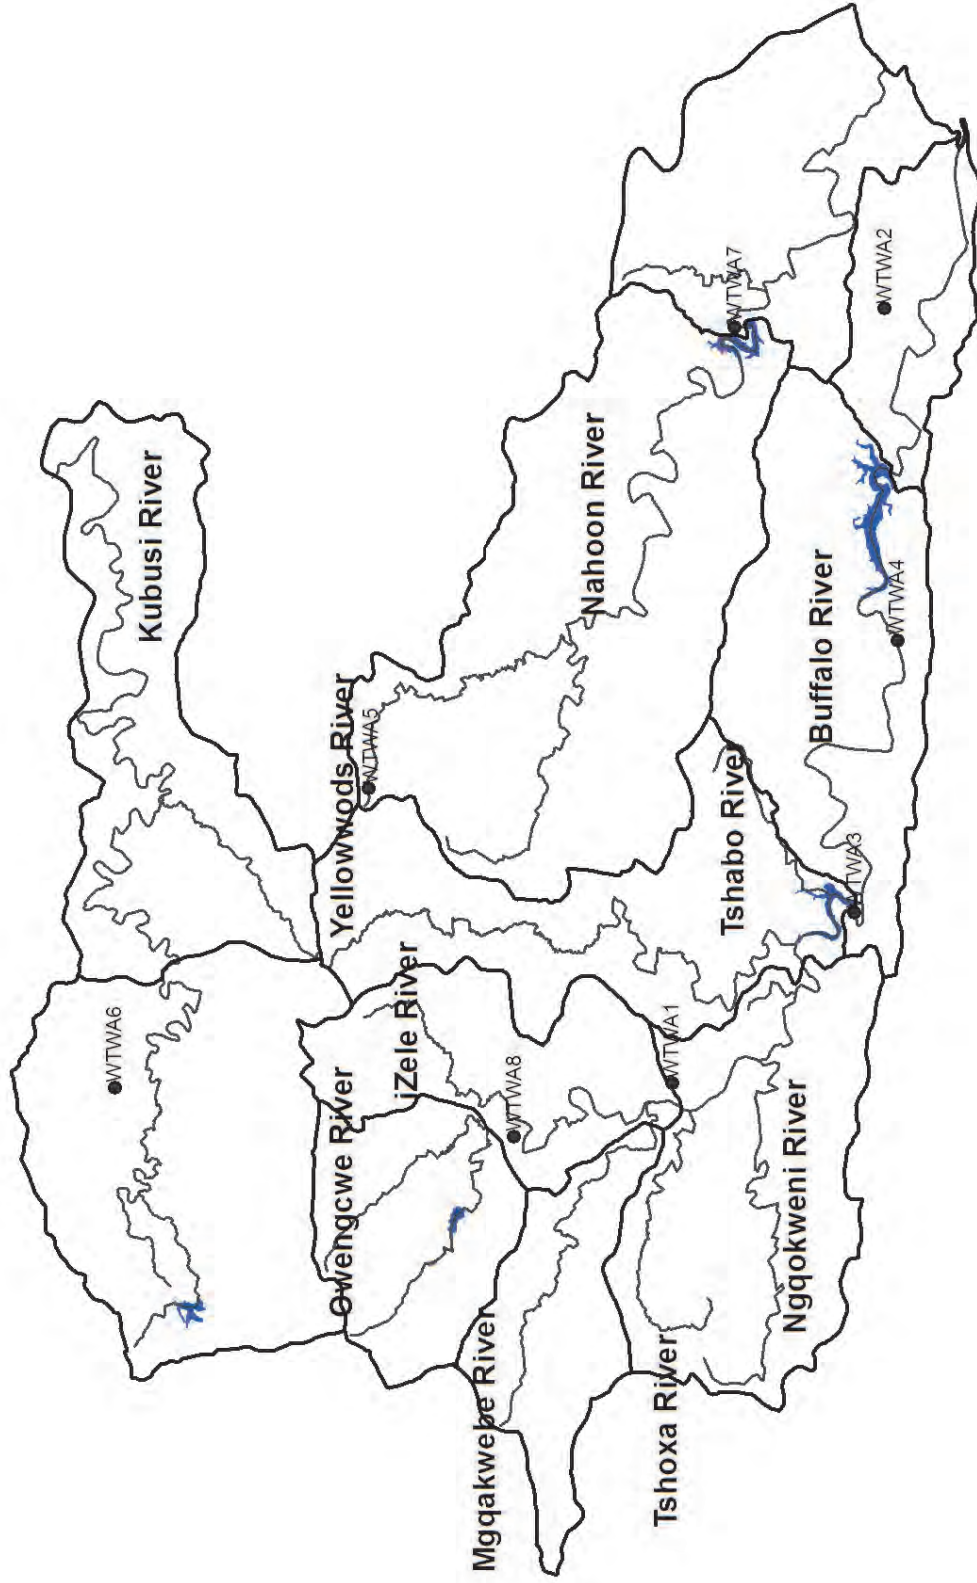 WTWA6
Kubusi River
Qwengcwe River
Yellowwods River
WTWA5
iZele River
Mgqakwebe River
WTWA8
Nahoon River
Tshoxa River
WTWA1
Tshabo River
WTWA7
Ngqokweni River
Buffalo River
WTWA3
WTWA2
WTWA4